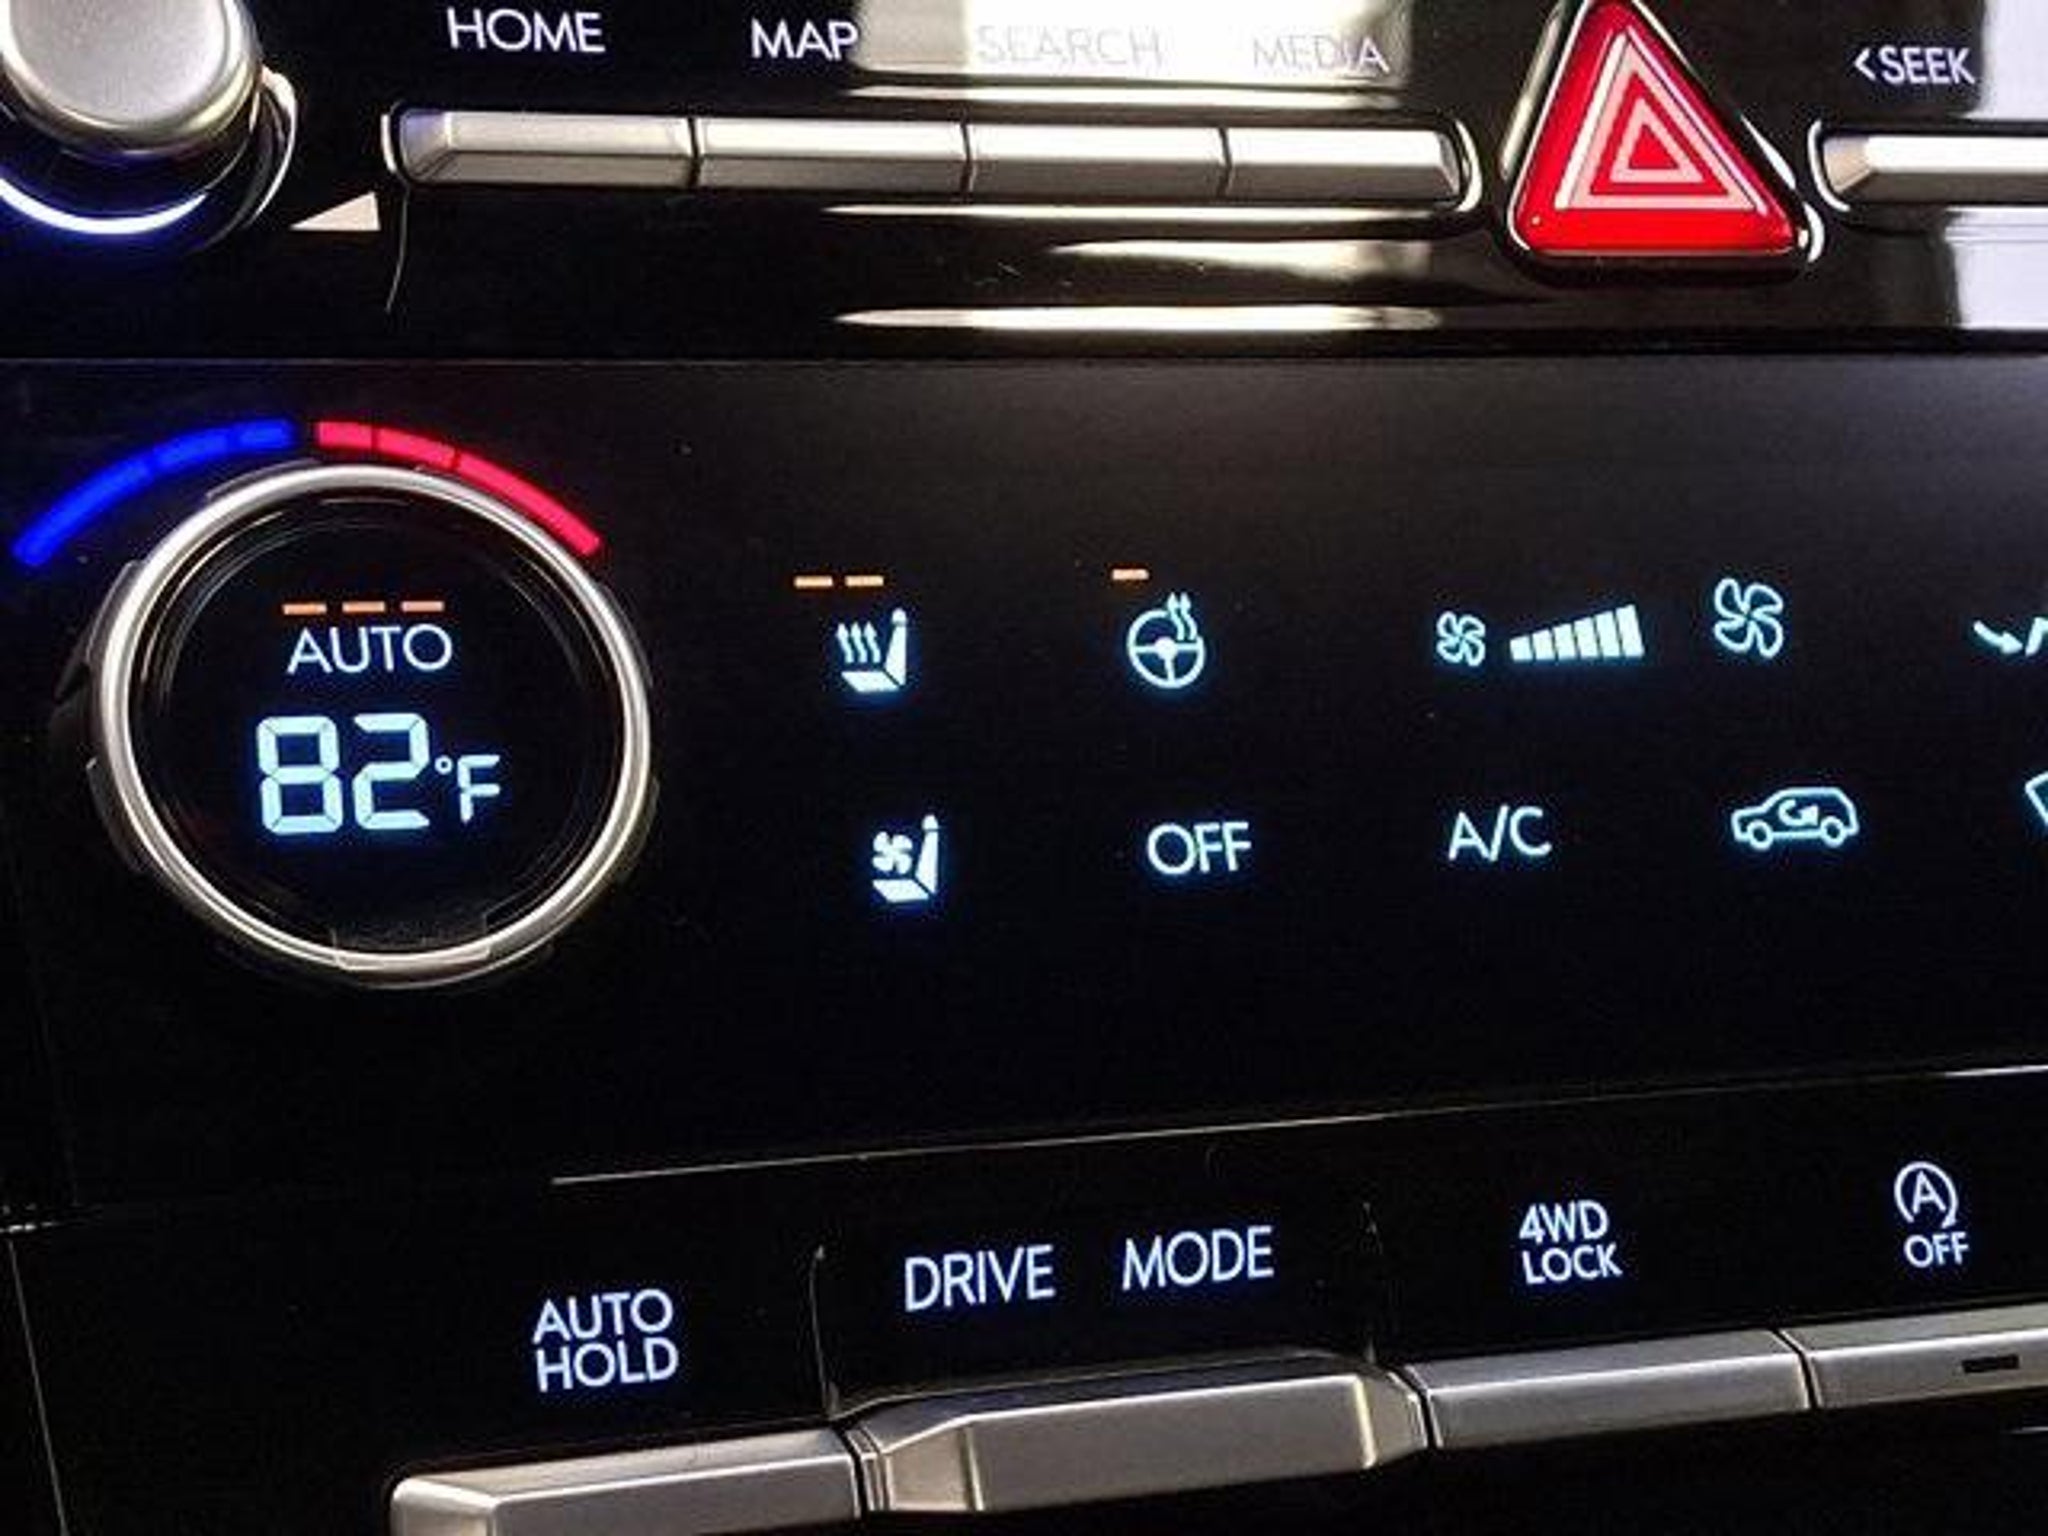 HOME MAP SEARCH MEDIA <SEEK
AUTO
82°F
OFF A/C
AUTO
HOLD
DRIVE MODE
4WD
LOCK
A
OFF